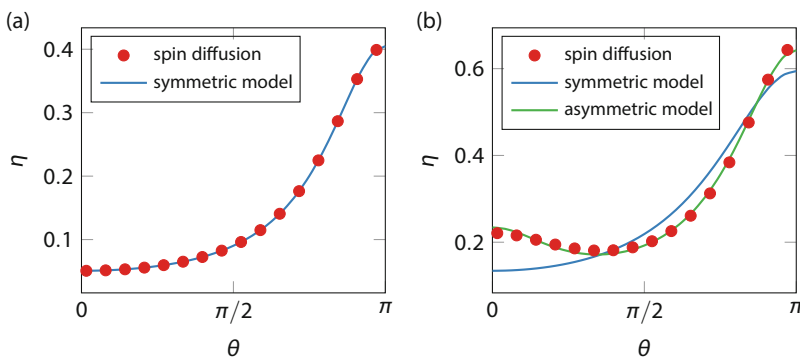 (a)
η
0.4
0.3
0.2
0.1
spin diffusion
symmetric model
0
π/2
π
θ
(b)
η
0.6
0.4
0.2
spin diffusion
symmetric model
asymmetric model
0
π/2
π
θ